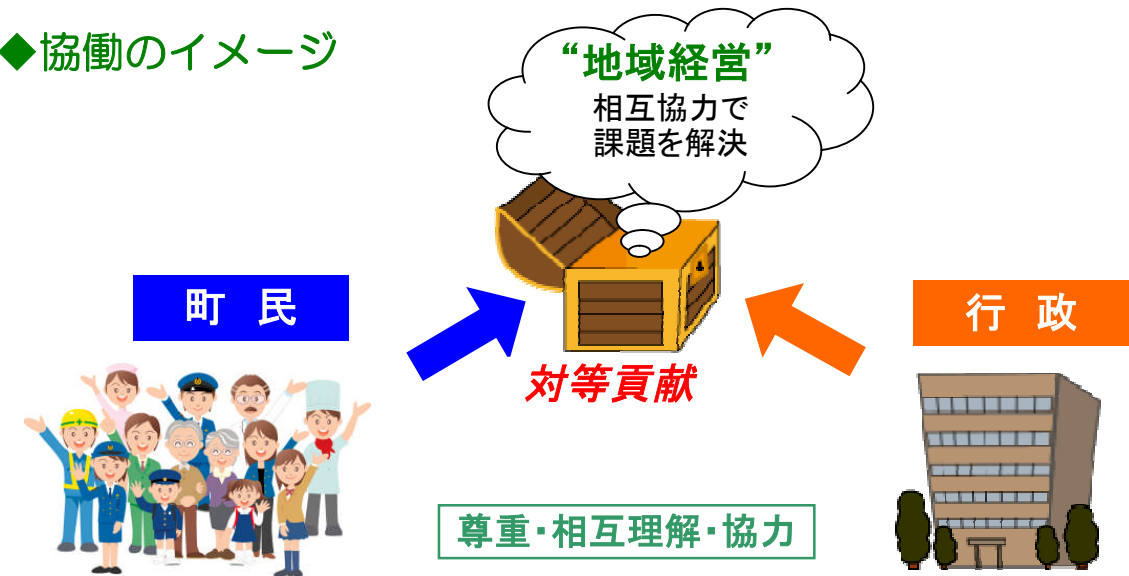 ◆協働のイメージ
“地域経営”
相互協力で
課題を解決
町　民
行　政
対等貢献
尊重・相互理解・協力